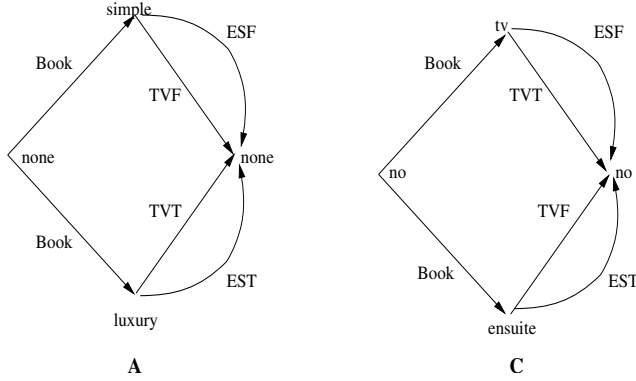 simple
ESF
Book
TVF
none
none
TVT
Book
EST
luxury
A
tv
ESF
Book
TVT
no
no
TVF
Book
EST
ensuite
C